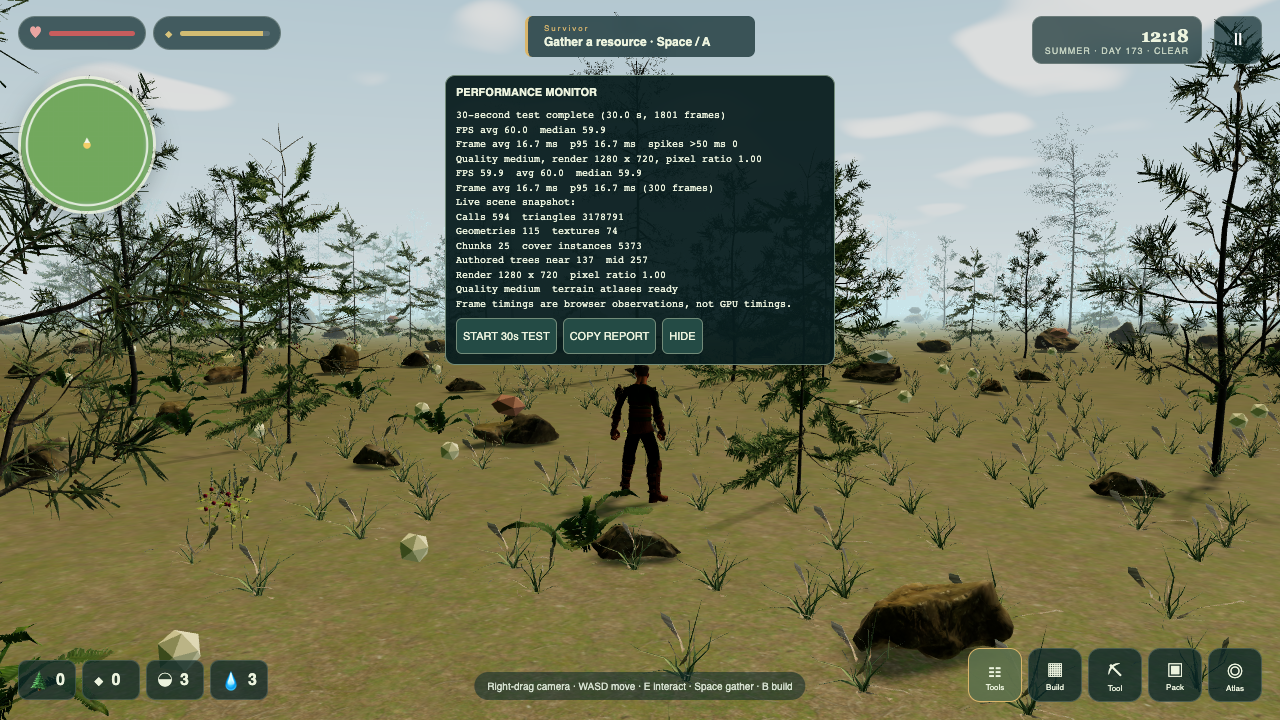 Survivor
Gather a resource · Space / A
12:18
SUMMER · DAY 173 · CLEAR
PERFORMANCE MONITOR
30-second test complete (30.0 s, 1801 frames)
FPS avg 60.0 median 59.9
Frame avg 16.7 ms p95 16.7 ms spikes >50 ms 0
Quality medium, render 1280 x 720, pixel ratio 1.00
FPS 59.9 avg 60.0 median 59.9
Frame avg 16.7 ms p95 16.7 ms (300 frames)
Live scene snapshot:
Calls 594 triangles 3178791
Geometries 115 textures 74
Chunks 25 cover instances 5373
Authored trees near 137 mid 257
Render 1280 x 720 pixel ratio 1.00
Quality medium terrain atlases ready
Frame timings are browser observations, not GPU timings.
START 30s TEST COPY REPORT HIDE
0 0 3 3
Right-drag camera · WASD move · E interact · Space gather · B build
Tools Build Tool Pack Atlas